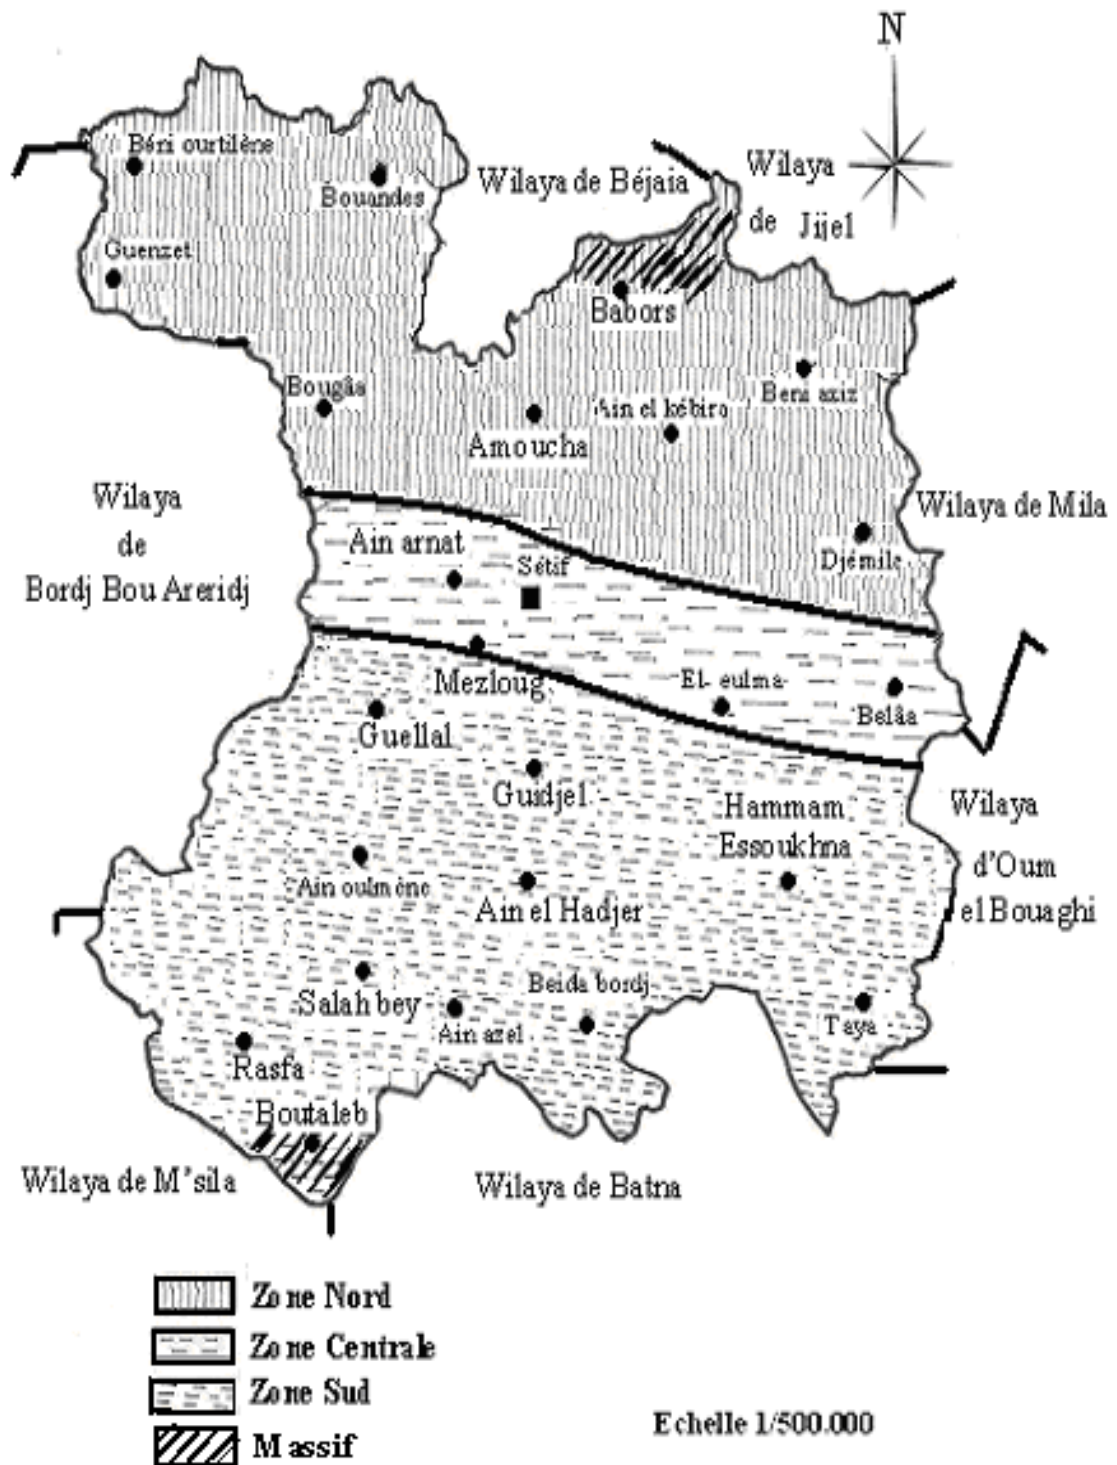 N
Béni ourtilène
Bouandes
Wilaya de Béjaia
Wilaya
de Jijel
Guenzet
Babors
Bougâa
Amoucha
Ain el kébira
Beni aziz
Wilaya
de
Bordj Bou Areridj
Wilaya de Mila
Ain arnat
Sétif
Djémila
Mezloug
El- eulma
Belâa
Guellal
Guidjel
Hammam
Essoukhna
Wilaya
d'Oum
el Bouaghi
Ain oulmène
Ain el Hadjer
Salah bey
Beida bordj
Ain azel
Taya
Rasfa
Boutaleb
Wilaya de M'sila
Wilaya de Batna
Zone Nord
Zone Centrale
Zone Sud
Massif
Echelle 1/500.000